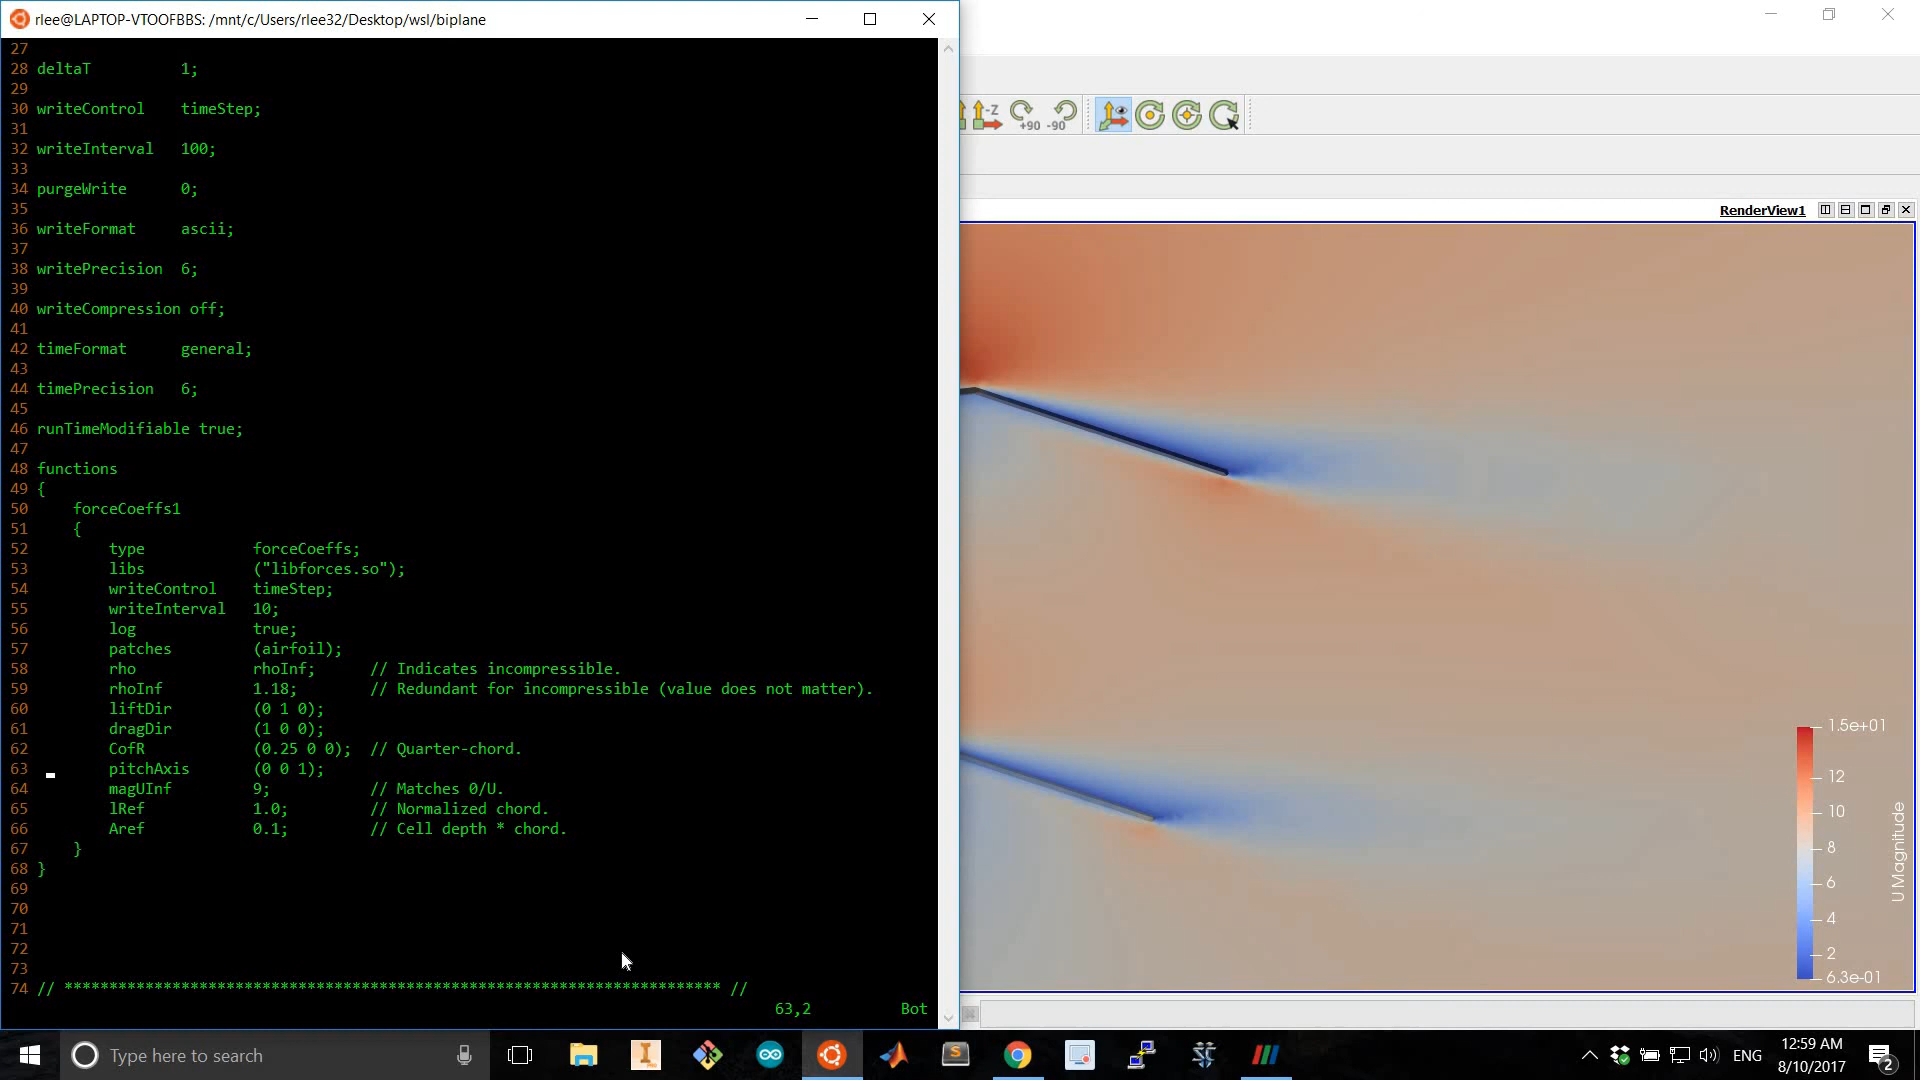 rlee@LAPTOP-VTOOFBBS: /mnt/c/Users/rlee32/Desktop/wsl/biplane
27
28 deltaT          1;
29
30 writeControl    timeStep;
31
32 writeInterval   100;
33
34 purgeWrite      0;
35
36 writeFormat     ascii;
37
38 writePrecision  6;
39
40 writeCompression off;
41
42 timeFormat      general;
43
44 timePrecision   6;
45
46 runTimeModifiable true;
47
48 functions
49 {
50     forceCoeffs1
51     {
52         type            forceCoeffs;
53         libs            ("libforces.so");
54         writeControl    timeStep;
55         writeInterval   10;
56         log             true;
57         patches         (airfoil);
58         rho             rhoInf;      // Indicates incompressible.
59         rhoInf          1.18;        // Redundant for incompressible (value does not matter).
60         liftDir         (0 1 0);
61         dragDir         (1 0 0);
62         CofR            (0.25 0 0);  // Quarter-chord.
63         pitchAxis       (0 0 1);
64         magUInf         9;           // Matches 0/U.
65         lRef            1.0;         // Normalized chord.
66         Aref            0.1;         // Cell depth * chord.
67     }
68 }
69
70
71
72
73
74 // ************************************************************************* //
63,2          Bot
-Z
+90
-90
RenderView1
1.5e+01
12
10
8
6
4
2
6.3e-01
U Magnitude
Type here to search
ENG
12:59 AM
8/10/2017
2